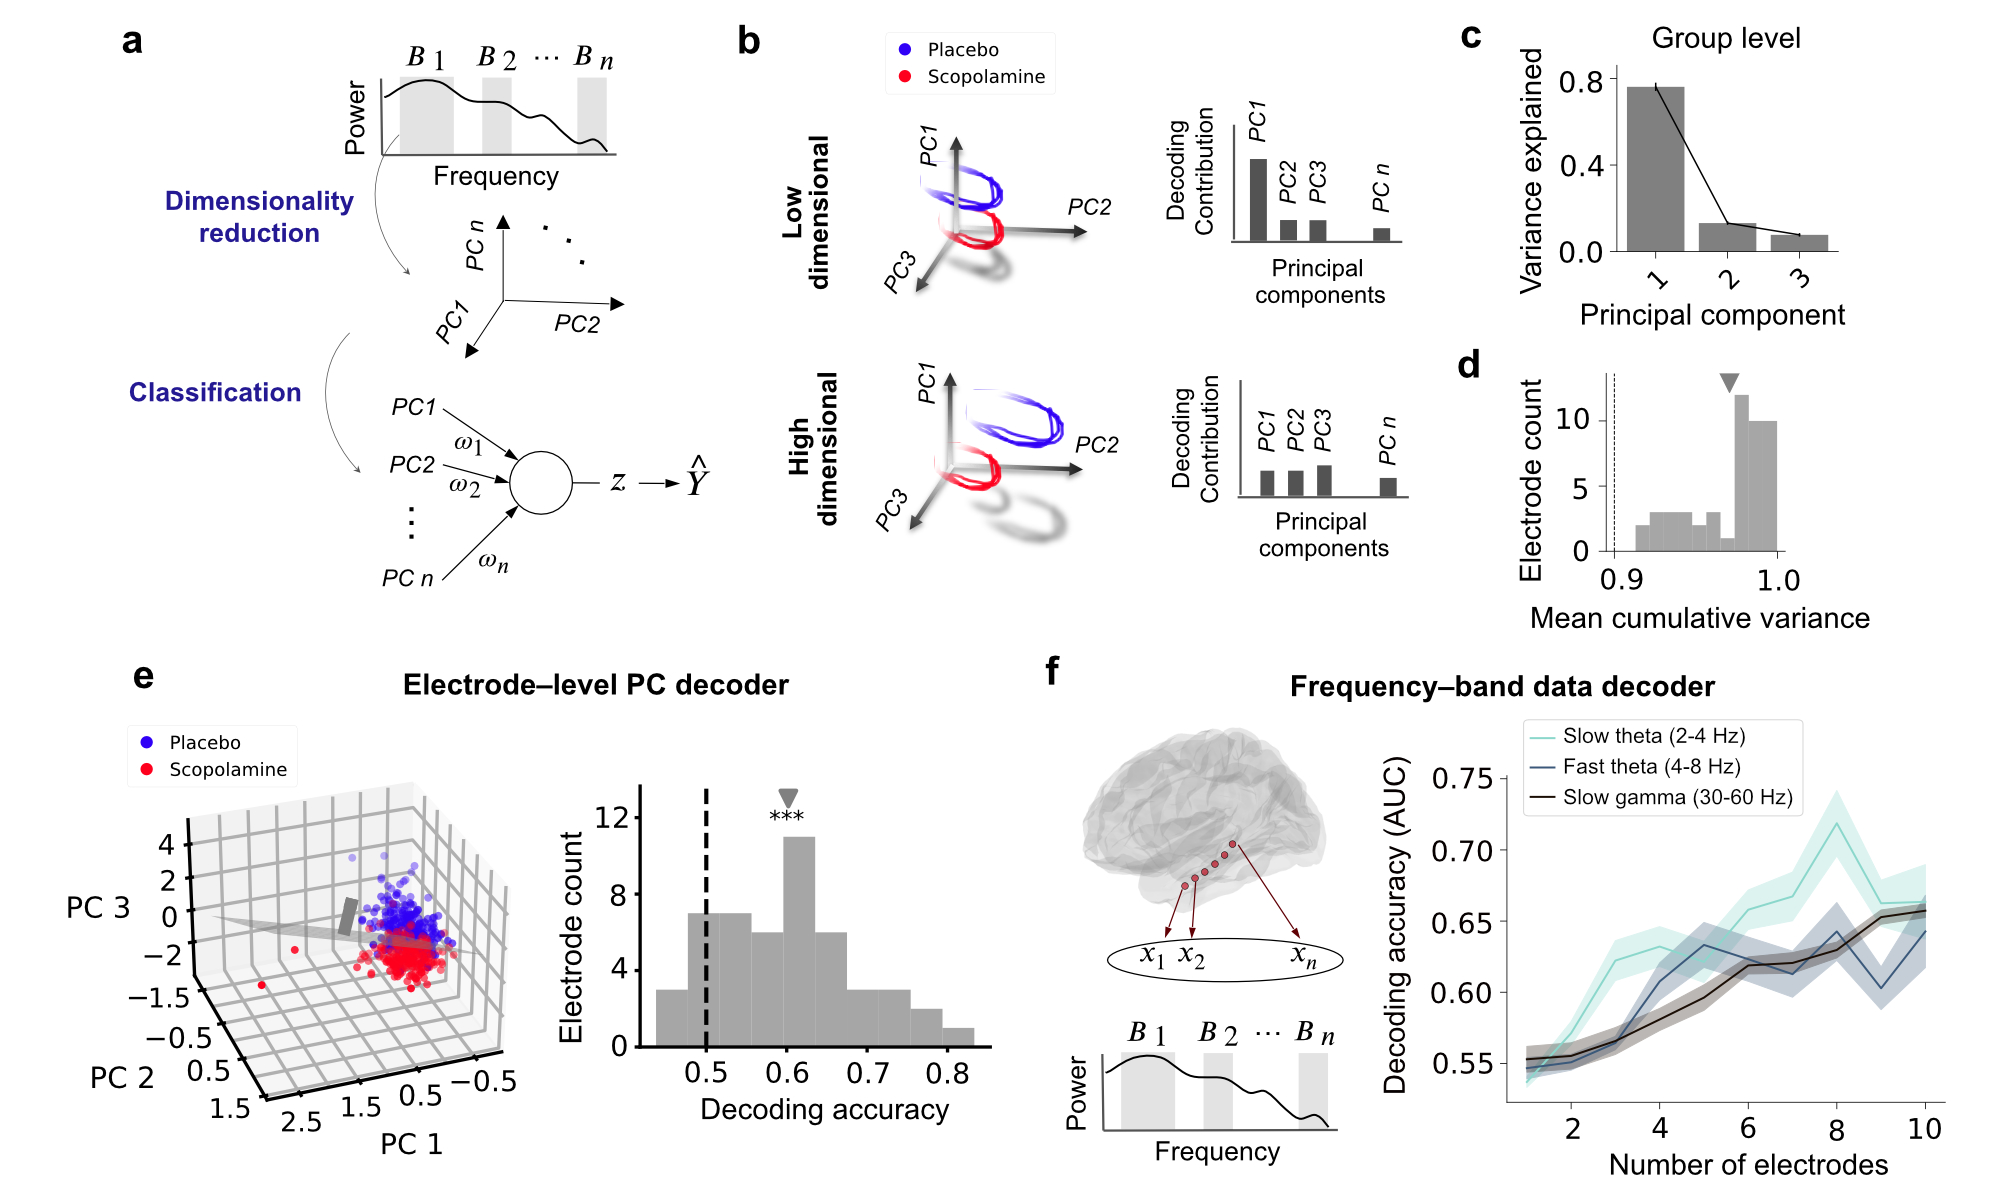 a
B 1 B 2 ... B n
Power
Frequency
Dimensionality
reduction
PC n
PC1
PC2
Classification
PC1
PC2
PC n
ω1
ω2
ωn
z
Ŷ
b
Placebo
Scopolamine
Low
dimensional
PC1
PC2
PC3
Decoding
Contribution
PC1
PC2
PC3
PC n
Principal
components
High
dimensional
PC1
PC2
PC3
Decoding
Contribution
PC1
PC2
PC3
PC n
Principal
components
c
Group level
Variance explained
0.8
0.4
0.0
1 2 3
Principal component
d
Electrode count
10
5
0
0.9 1.0
Mean cumulative variance
e
Electrode–level PC decoder
Placebo
Scopolamine
PC 3
4
2
0
−2
−1.5
−0.5
0.5
1.5
PC 2
2.5 1.5 0.5 −0.5
PC 1
Electrode count
12
8
4
0
***
0.5 0.6 0.7 0.8
Decoding accuracy
f
Frequency–band data decoder
x1 x2 xn
B 1 B 2 ... B n
Power
Frequency
Slow theta (2-4 Hz)
Fast theta (4-8 Hz)
Slow gamma (30-60 Hz)
Decoding accuracy (AUC)
0.75
0.70
0.65
0.60
0.55
2 4 6 8 10
Number of electrodes